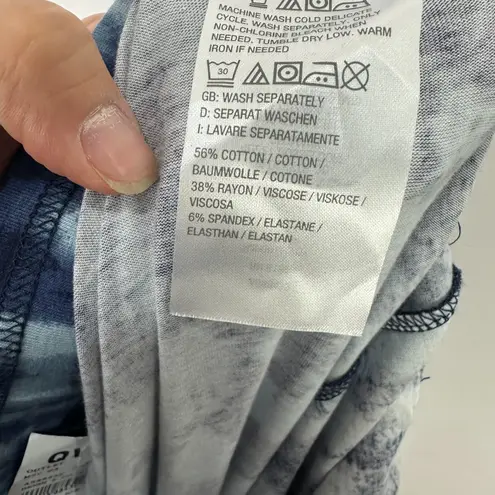 MACHINE WASH COLD DELICATE
CYCLE. WASH SEPARATELY. ONLY
NON-CHLORINE BLEACH WHEN
NEEDED. TUMBLE DRY LOW. WARM
IRON IF NEEDED
30
GB: WASH SEPARATELY
D: SEPARAT WASCHEN
I: LAVARE SEPARATAMENTE
56% COTTON / COTTON /
BAUMWOLLE / COTONE
38% RAYON / VISCOSE / VISKOSE /
VISCOSA
6% SPANDEX / ELASTANE /
ELASTHAN / ELASTAN